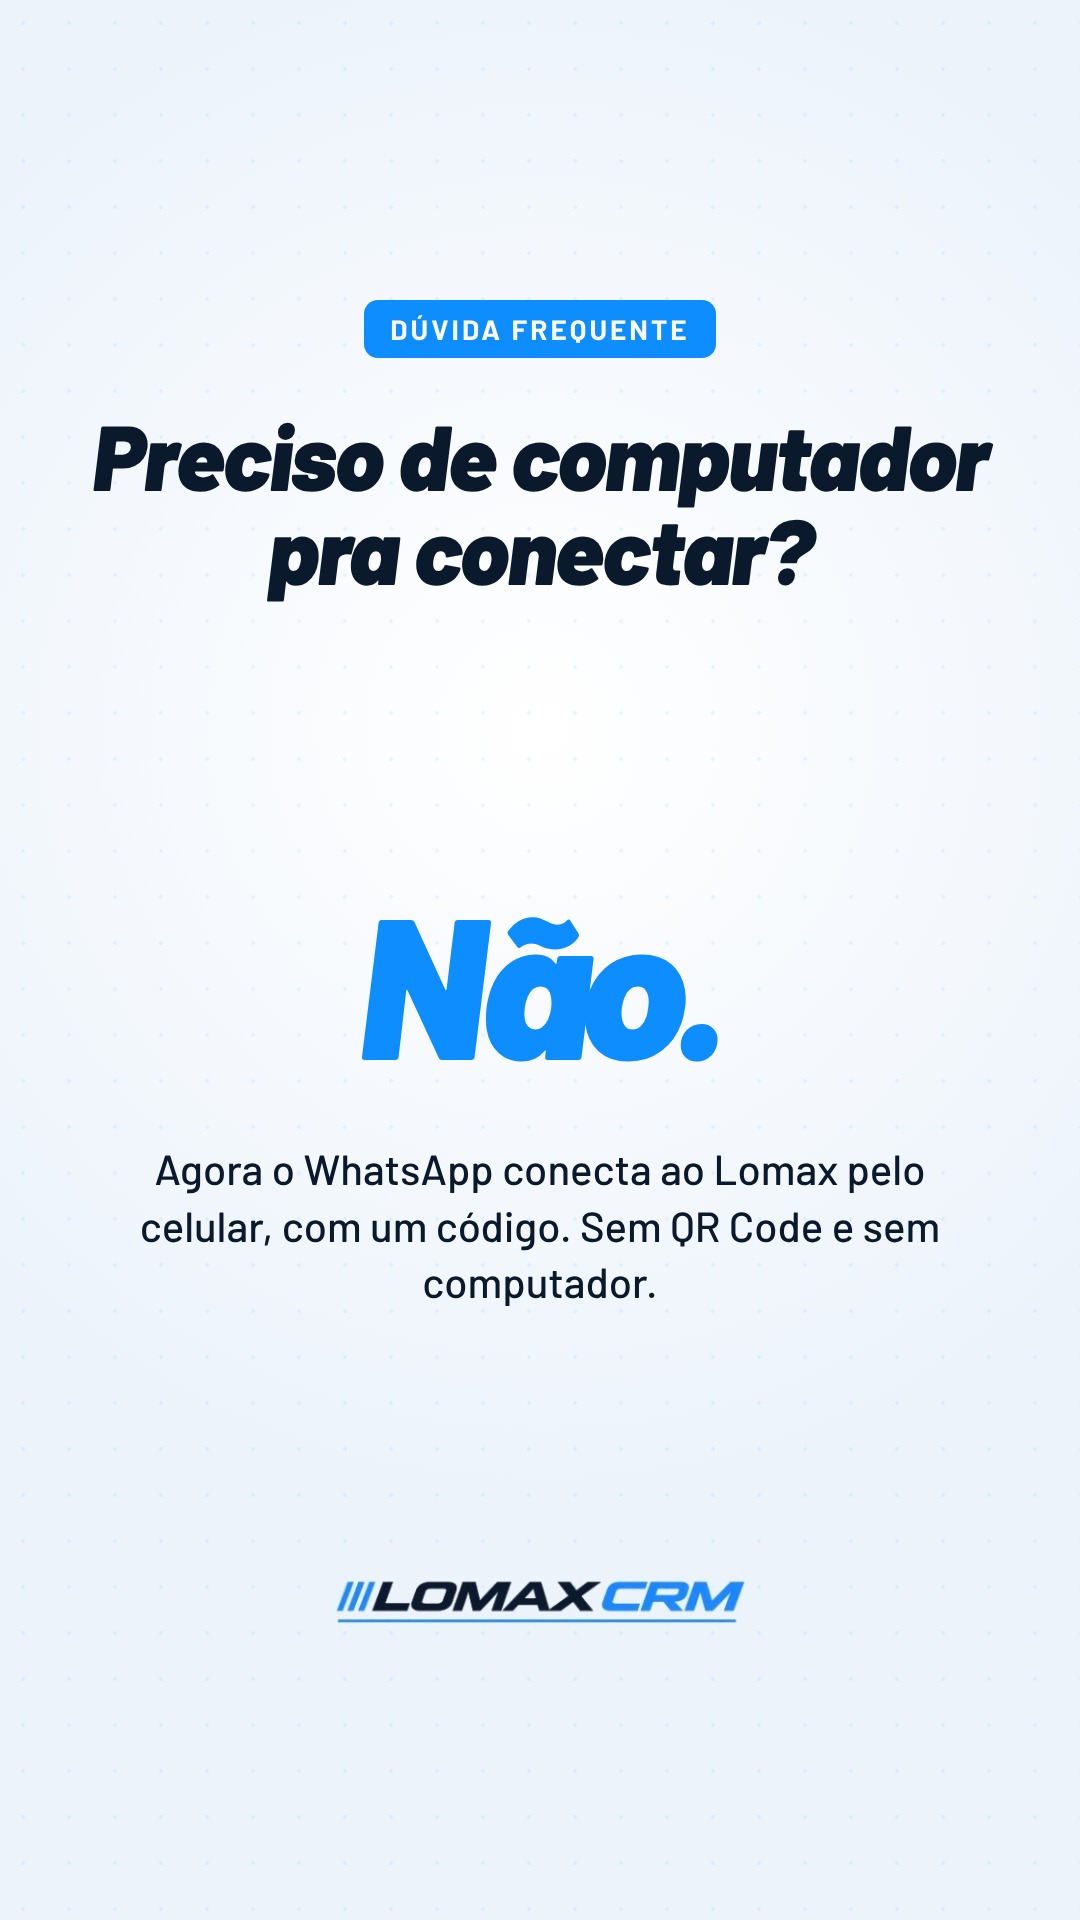 DÚVIDA FREQUENTE
Preciso de computador
pra conectar?
Não.
Agora o WhatsApp conecta ao Lomax pelo
celular, com um código. Sem QR Code e sem
computador.
LOMAX CRM